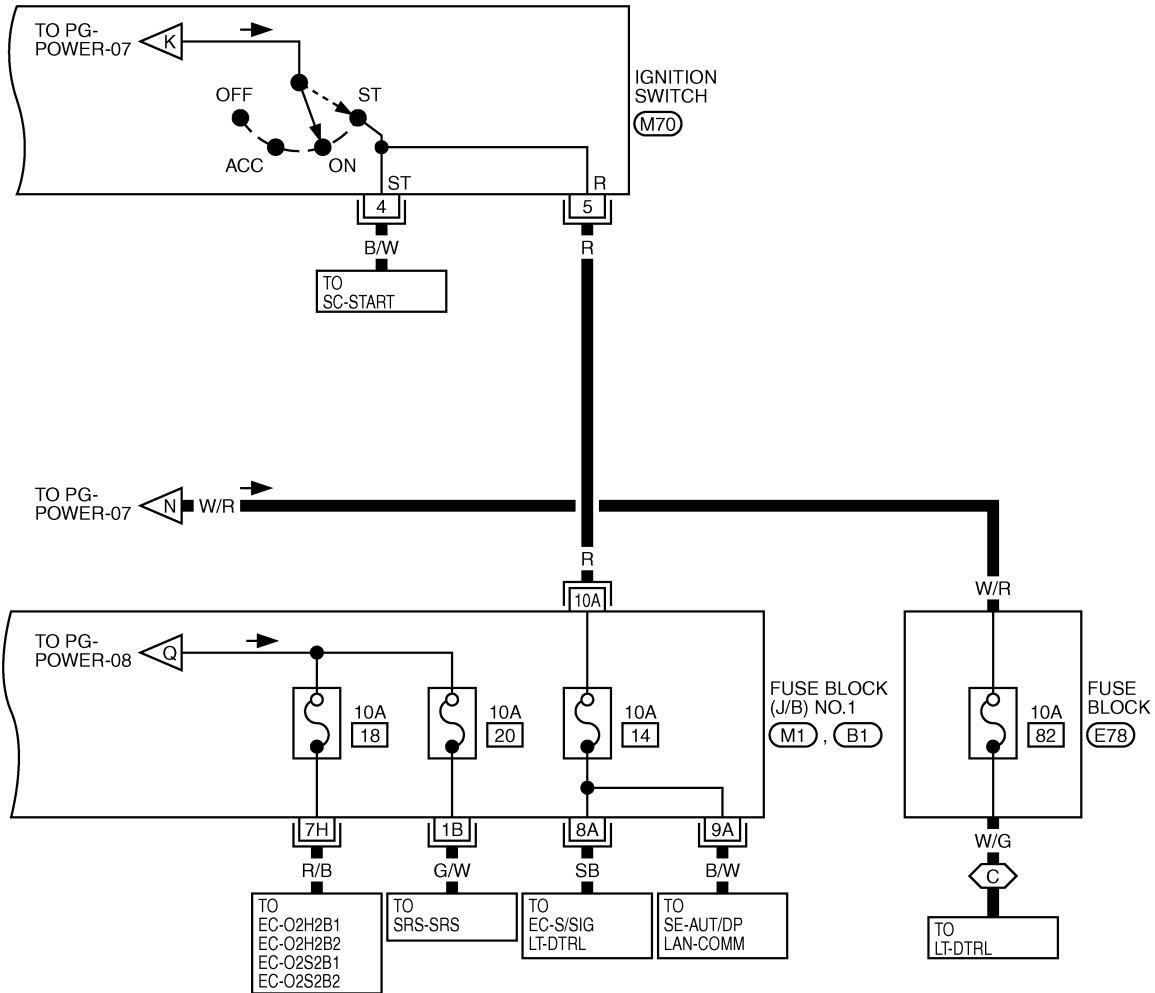 TO PG-
POWER-07
K
OFF
ST
ACC
ON
IGNITION
SWITCH
M70
ST
R
4
5
B/W
R
TO
SC-START
TO PG-
POWER-07
N
W/R
R
W/R
10A
TO PG-
POWER-08
Q
10A
18
10A
20
10A
14
FUSE BLOCK
(J/B) NO.1
M1 , B1
10A
82
FUSE
BLOCK
E78
7H
1B
8A
9A
W/G
R/B
G/W
SB
B/W
C
TO
EC-O2H2B1
EC-O2H2B2
EC-O2S2B1
EC-O2S2B2
TO
SRS-SRS
TO
EC-S/SIG
LT-DTRL
TO
SE-AUT/DP
LAN-COMM
TO
LT-DTRL